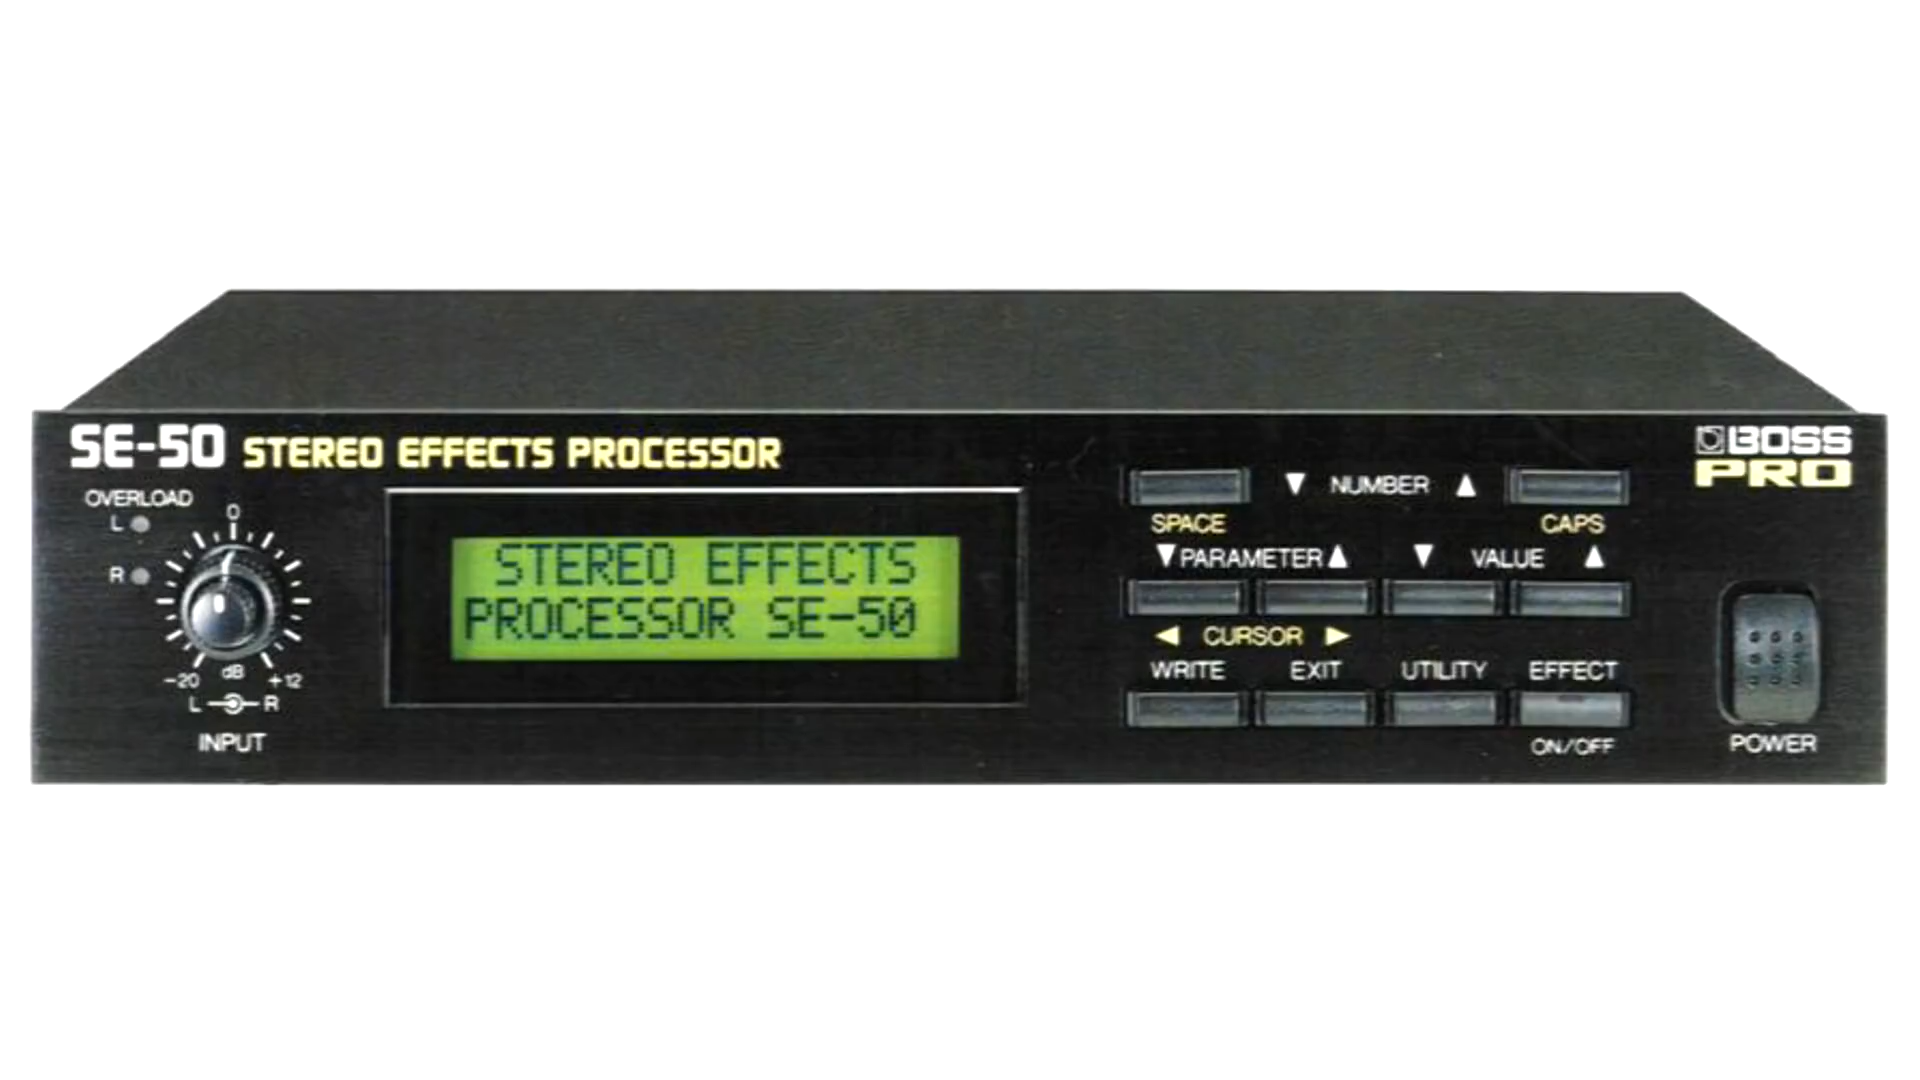 SE-50 STEREO EFFECTS PROCESSOR
BOSS
PRO
OVERLOAD
L
R
0
-20 dB +12
L R
INPUT
STEREO EFFECTS
PROCESSOR SE-50
▼ NUMBER ▲
SPACE CAPS
▼ PARAMETER ▲ ▼ VALUE ▲
◀ CURSOR ▶
WRITE EXIT UTILITY EFFECT
ON/OFF
POWER